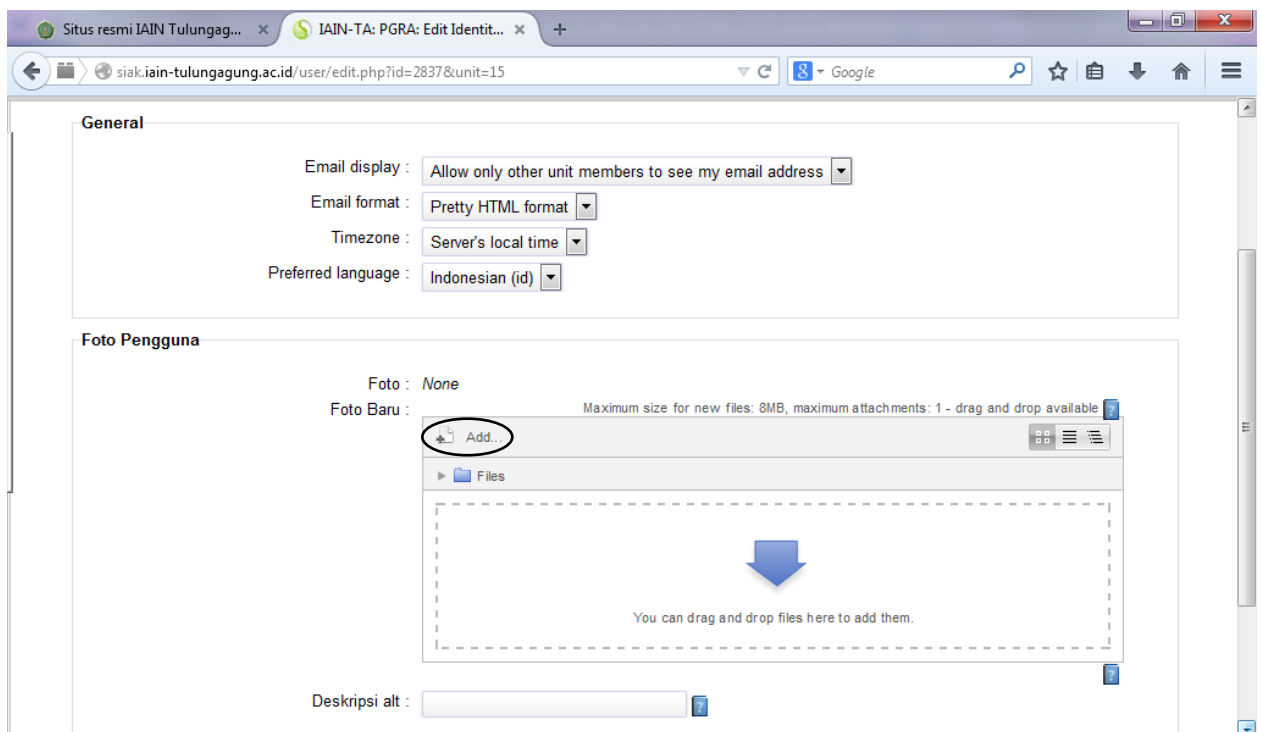 Situs resmi IAIN Tulungag...
IAIN-TA: PGRA: Edit Identit...
siak.iain-tulungagung.ac.id/user/edit.php?id=2837&unit=15
Google
General
Email display :
Allow only other unit members to see my email address
Email format :
Pretty HTML format
Timezone :
Server's local time
Preferred language :
Indonesian (id)
Foto Pengguna
Foto :
None
Foto Baru :
Maximum size for new files: 8MB, maximum attachments: 1 - drag and drop available
Add...
Files
You can drag and drop files here to add them.
Deskripsi alt :